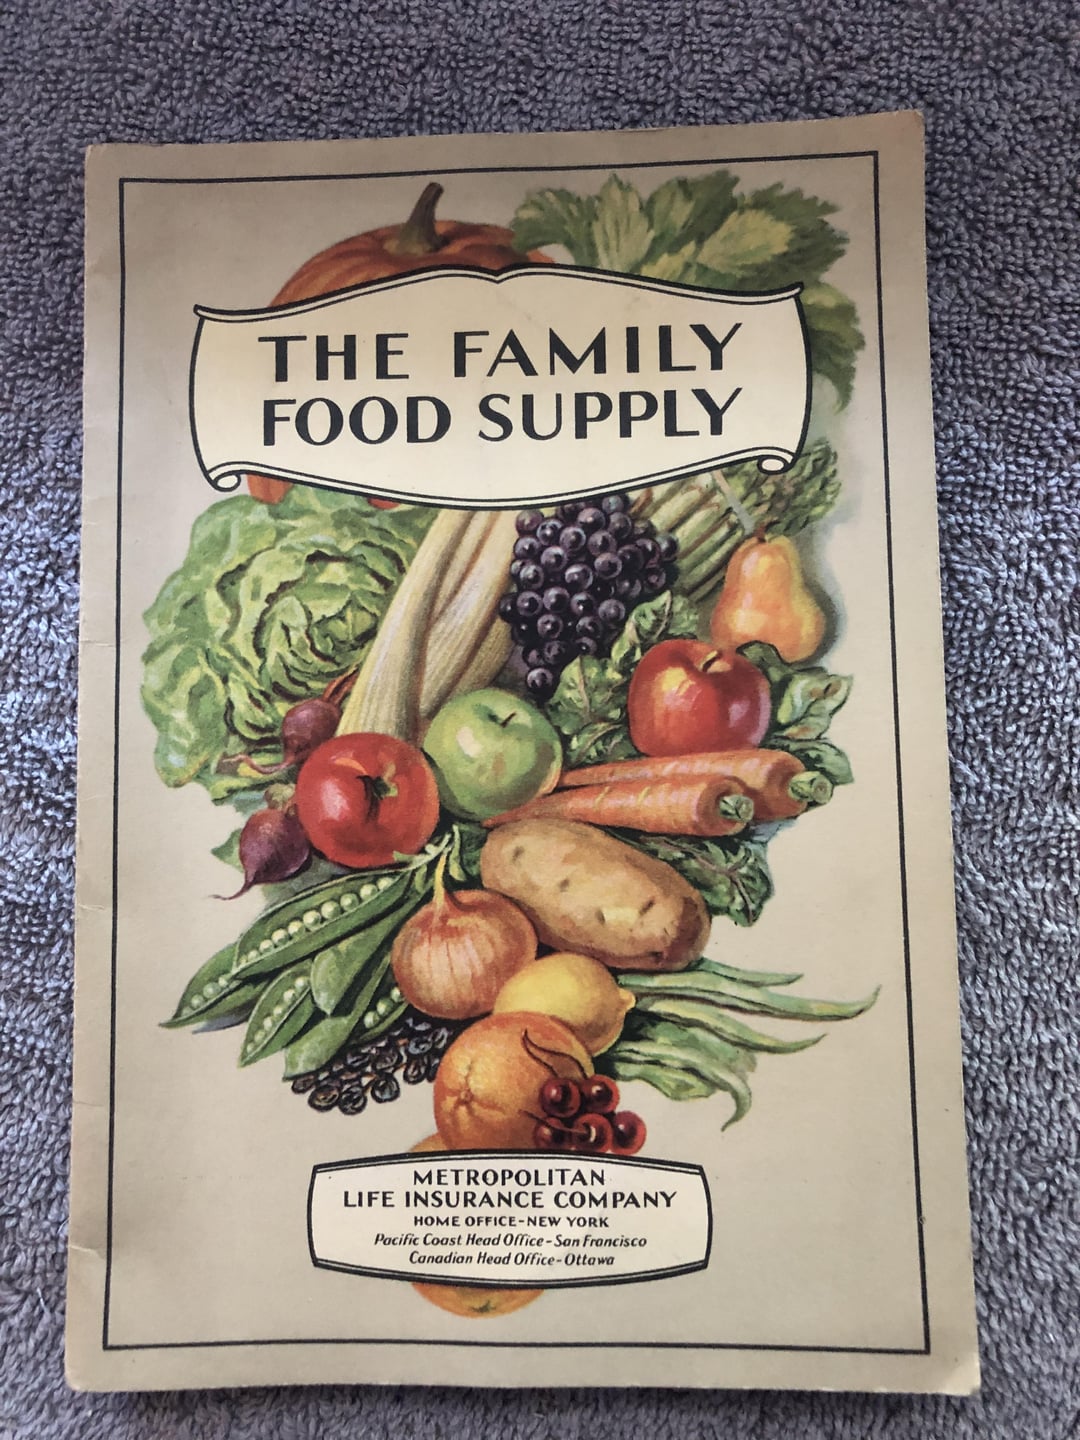 THE FAMILY
FOOD SUPPLY
METROPOLITAN
LIFE INSURANCE COMPANY
HOME OFFICE-NEW YORK
Pacific Coast Head Office-San Francisco
Canadian Head Office-Ottawa